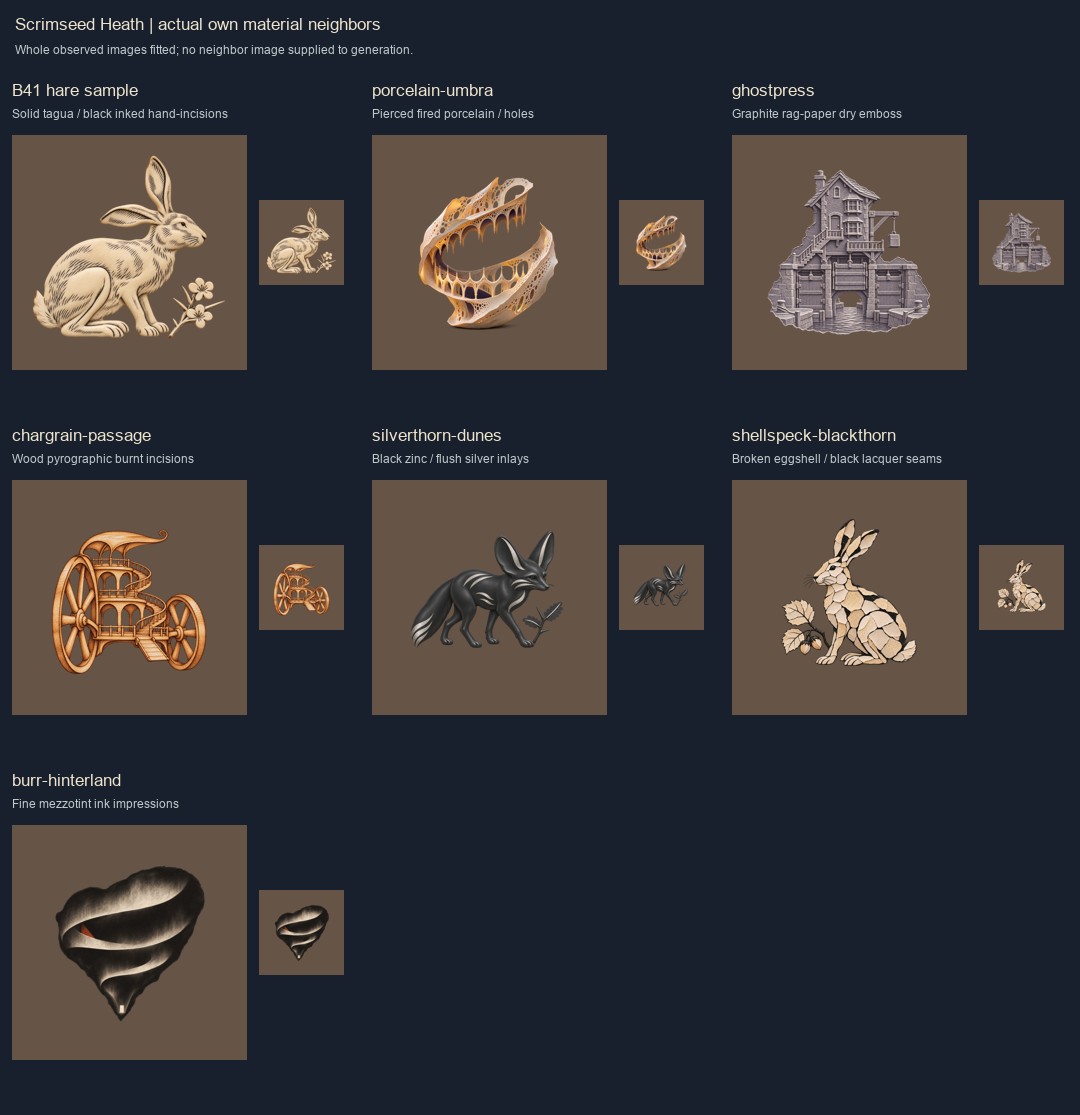 Scrimseed Heath | actual own material neighbors
Whole observed images fitted; no neighbor image supplied to generation.
B41 hare sample
Solid tagua / black inked hand-incisions
porcelain-umbra
Pierced fired porcelain / holes
ghostpress
Graphite rag-paper dry emboss
chargrain-passage
Wood pyrographic burnt incisions
silverthorn-dunes
Black zinc / flush silver inlays
shellspeck-blackthorn
Broken eggshell / black lacquer seams
burr-hinterland
Fine mezzotint ink impressions